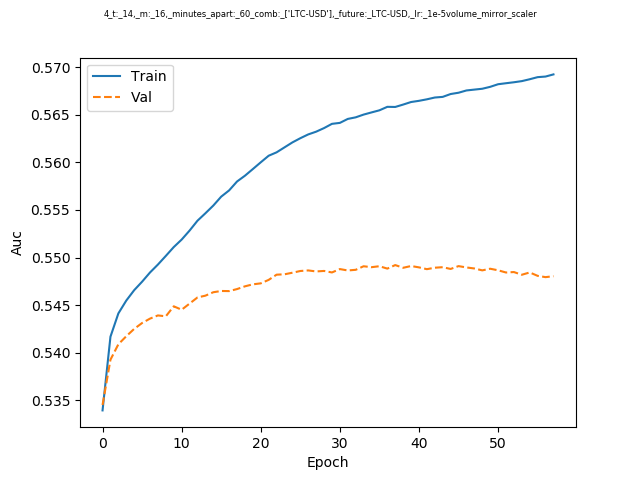 4_t:_14,_m:_16,_minutes_apart:_60_comb:_['LTC-USD'],_future:_LTC-USD,_lr:_1e-5volume_mirror_scaler
Train
Val
0.570
0.565
0.560
0.555
0.550
0.545
0.540
0.535
Auc
0 10 20 30 40 50
Epoch